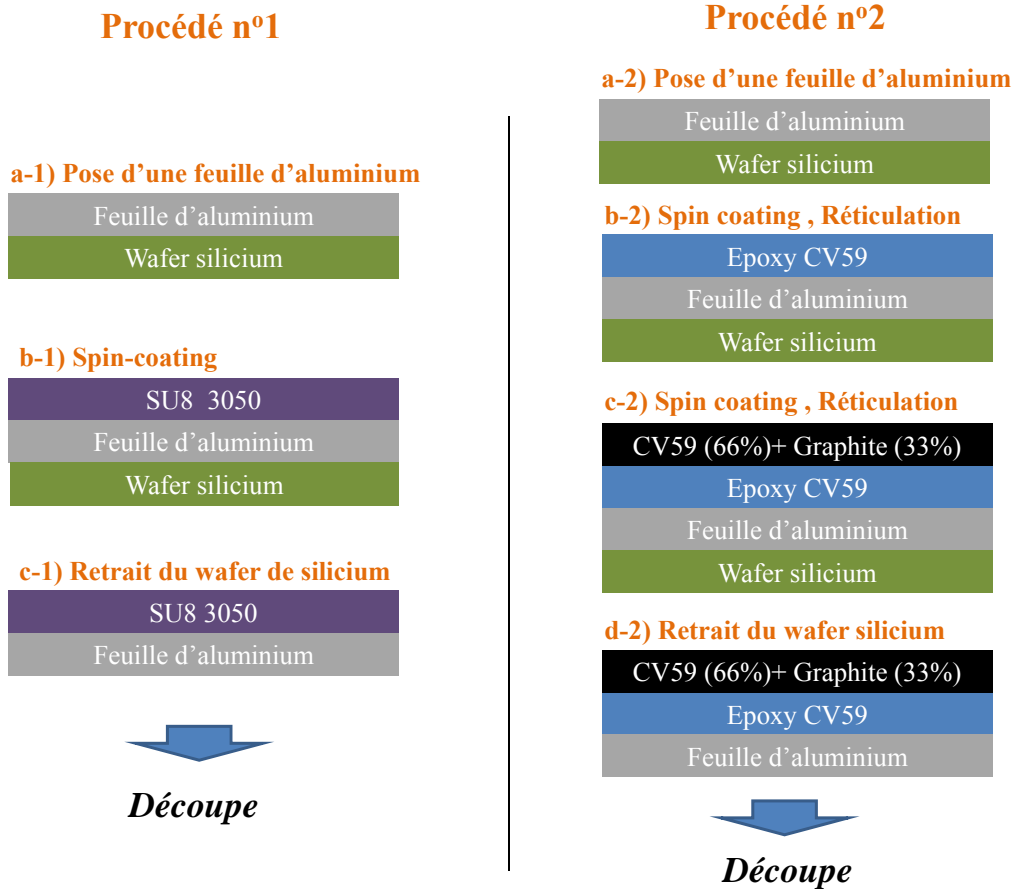 Procédé nº1
a-1) Pose d'une feuille d'aluminium
Feuille d'aluminium
Wafer silicium
b-1) Spin-coating
SU8 3050
Feuille d'aluminium
Wafer silicium
c-1) Retrait du wafer de silicium
SU8 3050
Feuille d'aluminium
Découpe
Procédé nº2
a-2) Pose d'une feuille d'aluminium
Feuille d'aluminium
Wafer silicium
b-2) Spin coating , Réticulation
Epoxy CV59
Feuille d'aluminium
Wafer silicium
c-2) Spin coating , Réticulation
CV59 (66%)+ Graphite (33%)
Epoxy CV59
Feuille d'aluminium
Wafer silicium
d-2) Retrait du wafer silicium
CV59 (66%)+ Graphite (33%)
Epoxy CV59
Feuille d'aluminium
Découpe